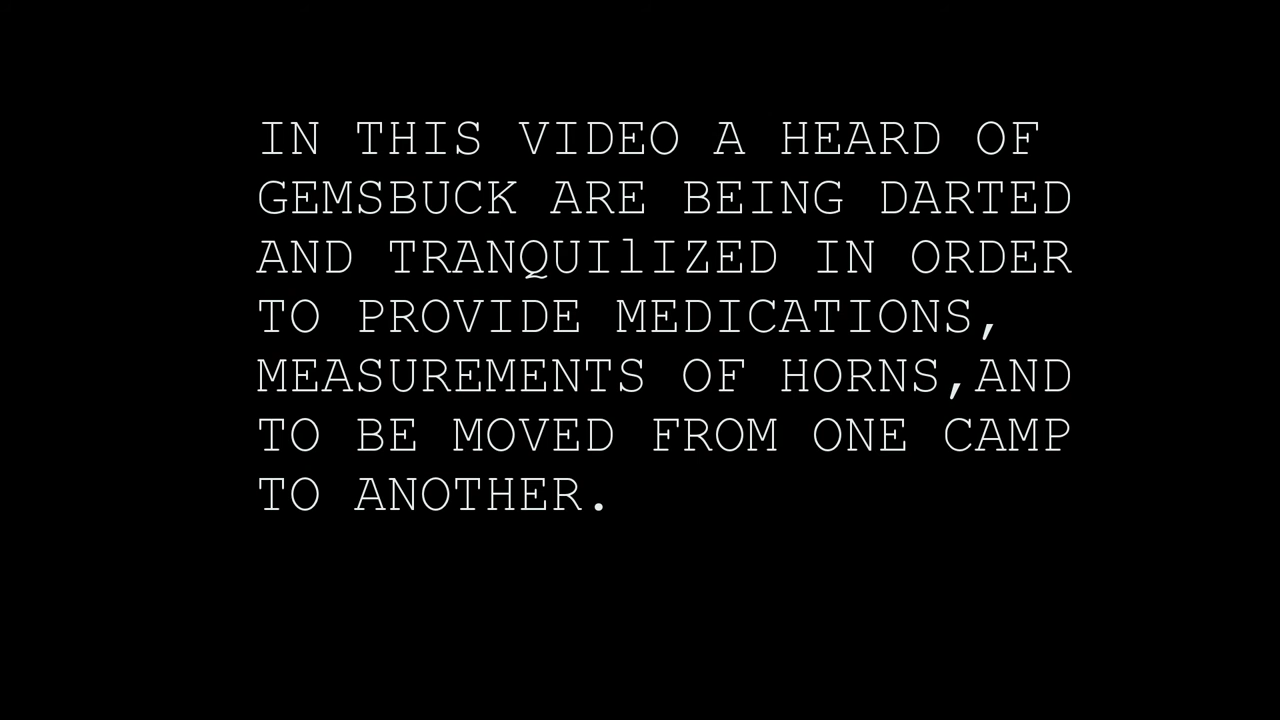 IN THIS VIDEO A HEARD OF
GEMSBUCK ARE BEING DARTED
AND TRANQUIlIZED IN ORDER
TO PROVIDE MEDICATIONS,
MEASUREMENTS OF HORNS,AND
TO BE MOVED FROM ONE CAMP
TO ANOTHER.